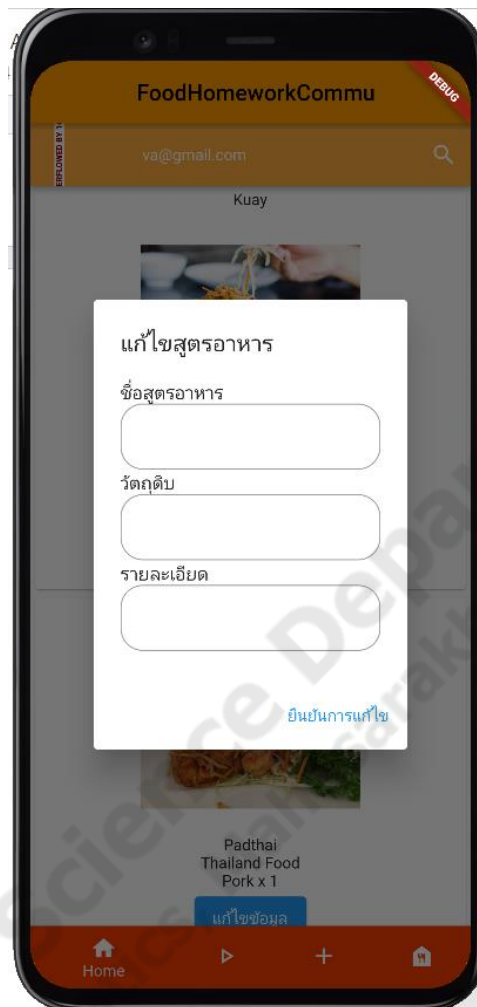 FoodHomeworkCommu
DEBUG
va@gmail.com
Kuay
แก้ไขสูตรอาหาร
ชื่อสูตรอาหาร
วัตถุดิบ
รายละเอียด
ยืนยันการแก้ไข
Padthai
Thailand Food
Pork x 1
แก้ไขข้อมูล
Home